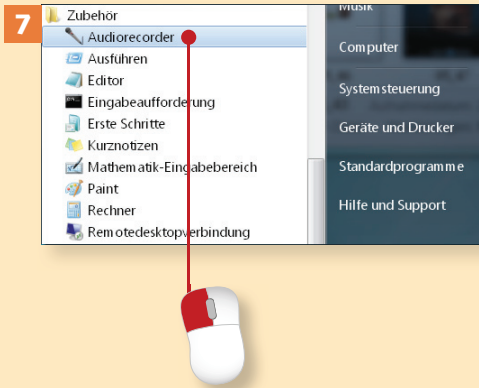 7
Zubehör
Audiorecorder
Ausführen
Editor
Eingabeaufforderung
Erste Schritte
Kurznotizen
Mathematik-Eingabebereich
Paint
Rechner
Remotedesktopverbindung
Musik
Computer
Systemsteuerung
Geräte und Drucker
Standardprogramme
Hilfe und Support